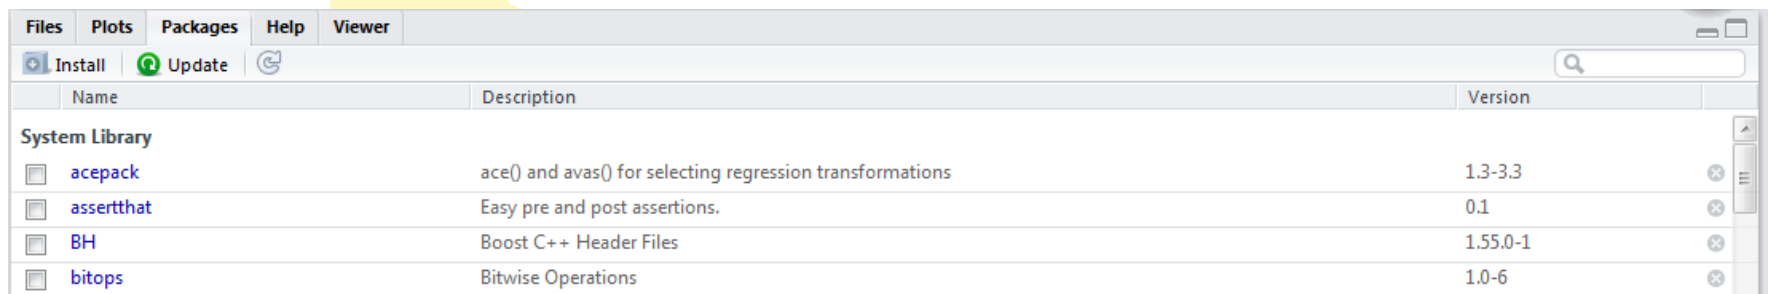 Files Plots Packages Help Viewer
Install Update
Name Description Version
System Library
acepack ace() and avas() for selecting regression transformations 1.3-3.3
assertthat Easy pre and post assertions. 0.1
BH Boost C++ Header Files 1.55.0-1
bitops Bitwise Operations 1.0-6